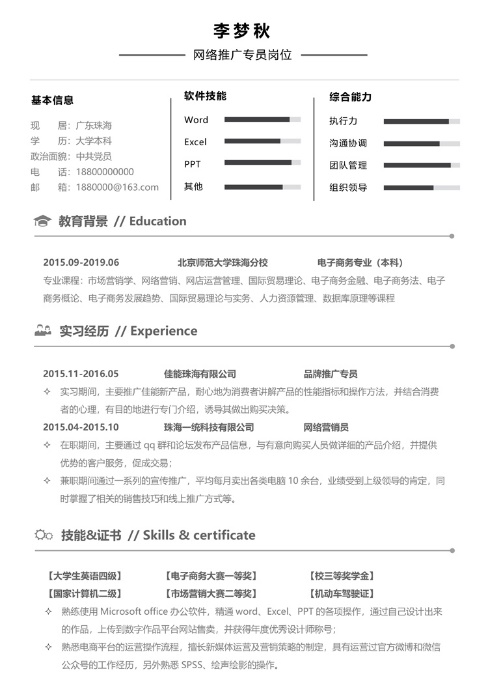 李梦秋
网络推广专员岗位
基本信息
现 居：广东珠海
学 历：大学本科
政治面貌：中共党员
电 话：18800000000
邮 箱：1880000@163.com
软件技能
Word
Excel
PPT
其他
综合能力
执行力
沟通协调
团队管理
组织领导
教育背景 // Education
2015.09-2019.06 北京师范大学珠海分校 电子商务专业（本科）
专业课程：市场营销学、网络营销、网店运营管理、国际贸易理论、电子商务金融、电子商务法、电子
商务概论、电子商务发展趋势、国际贸易理论与实务、人力资源管理、数据库原理等课程
实习经历 // Experience
2015.11-2016.05 佳能珠海有限公司 品牌推广专员
✧ 实习期间，主要推广佳能新产品，耐心地为消费者讲解产品的性能指标和操作方法，并结合消费
者的心理，有目的地进行专门介绍，诱导其做出购买决策。
2015.04-2015.10 珠海一统科技有限公司 网络营销员
✧ 在职期间，主要通过 qq 群和论坛发布产品信息，与有意向购买人员做详细的产品介绍，并提供
优势的客户服务，促成交易；
✧ 兼职期间通过一系列的宣传推广，平均每月卖出各类电脑 10 余台，业绩受到上级领导的肯定，同
时掌握了相关的销售技巧和线上推广方式等。
技能&证书 // Skills & certificate
【大学生英语四级】 【电子商务大赛一等奖】 【校三等奖学金】
【国家计算机二级】 【市场营销大赛二等奖】 【机动车驾驶证】
✧ 熟练使用 Microsoft office 办公软件，精通 word、Excel、PPT 的各项操作，通过自己设计出来
的作品，上传到数字作品平台网站售卖，并获得年度优秀设计师称号；
✧ 熟悉电商平台的运营操作流程，擅长新媒体运营及营销策略的制定，具有运营过官方微博和微信
公众号的工作经历，另外熟悉 SPSS、绘声绘影的操作。